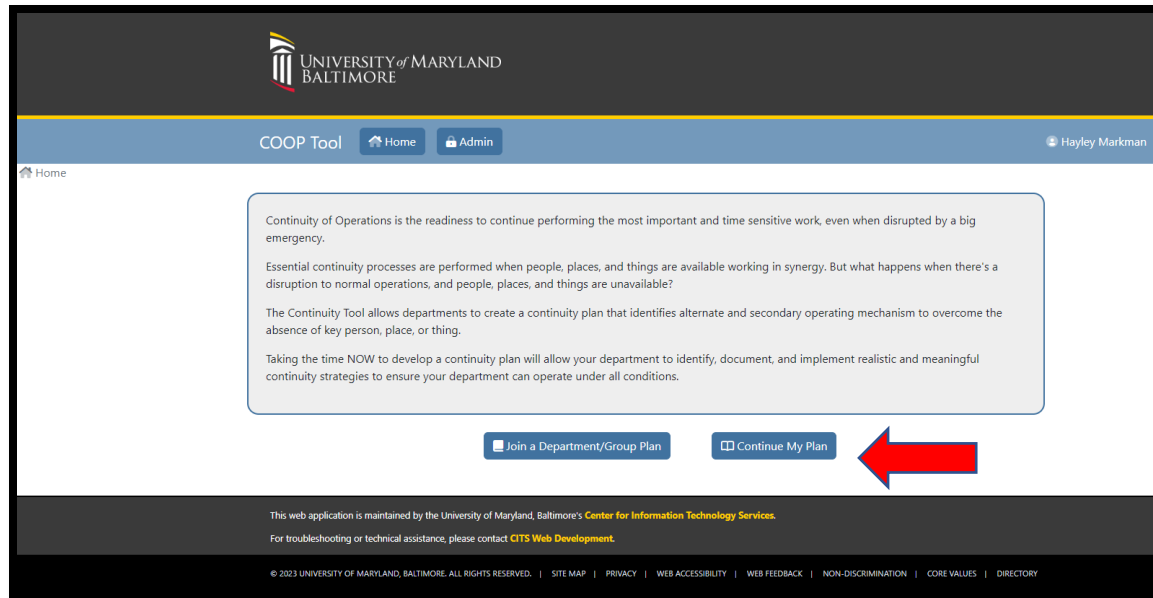 UNIVERSITY of MARYLAND
BALTIMORE
COOP Tool Home Admin Hayley Markman
Home
Continuity of Operations is the readiness to continue performing the most important and time sensitive work, even when disrupted by a big
emergency.
Essential continuity processes are performed when people, places, and things are available working in synergy. But what happens when there's a
disruption to normal operations, and people, places, and things are unavailable?
The Continuity Tool allows departments to create a continuity plan that identifies alternate and secondary operating mechanism to overcome the
absence of key person, place, or thing.
Taking the time NOW to develop a continuity plan will allow your department to identify, document, and implement realistic and meaningful
continuity strategies to ensure your department can operate under all conditions.
Join a Department/Group Plan Continue My Plan
This web application is maintained by the University of Maryland, Baltimore's Center for Information Technology Services.
For troubleshooting or technical assistance, please contact CITS Web Development.
© 2023 UNIVERSITY OF MARYLAND, BALTIMORE. ALL RIGHTS RESERVED. | SITE MAP | PRIVACY | WEB ACCESSIBILITY | WEB FEEDBACK | NON-DISCRIMINATION | CORE VALUES | DIRECTORY